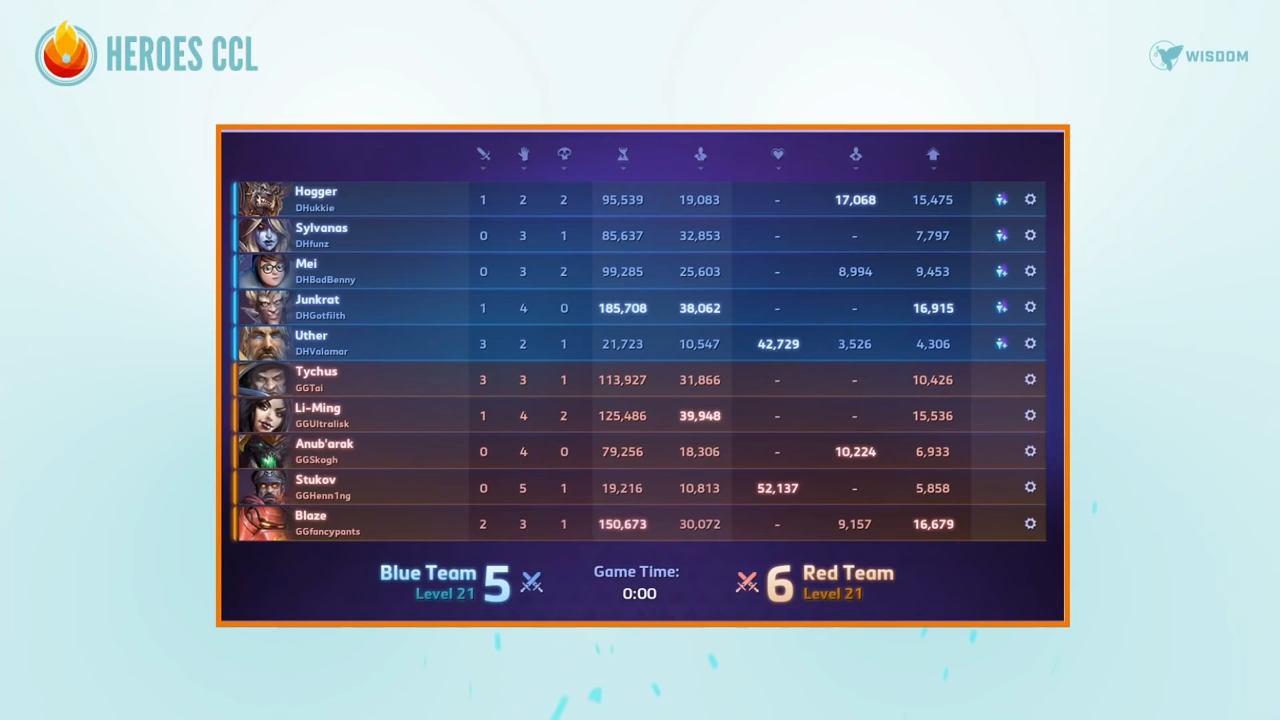 HEROES CCL
WISDOM
Hogger
DHukkie
1 2 2 95,539 19,083 - 17,068 15,475
Sylvanas
DHfunz
0 3 1 85,637 32,853 - - 7,797
Mei
DHBadBenny
0 3 2 99,285 25,603 - 8,994 9,453
Junkrat
DHGotfilth
1 4 0 185,708 38,062 - - 16,915
Uther
DHValamar
3 2 1 21,723 10,547 42,729 3,526 4,306
Tychus
GGTai
3 3 1 113,927 31,866 - - 10,426
Li-Ming
GGUltralisk
1 4 2 125,486 39,948 - - 15,536
Anub'arak
GGSkogh
0 4 0 79,256 18,306 - 10,224 6,933
Stukov
GGHenn1ng
0 5 1 19,216 10,813 52,137 - 5,858
Blaze
GGfancypants
2 3 1 150,673 30,072 - 9,157 16,679
Blue Team
Level 21
5
Game Time:
0:00
6
Red Team
Level 21